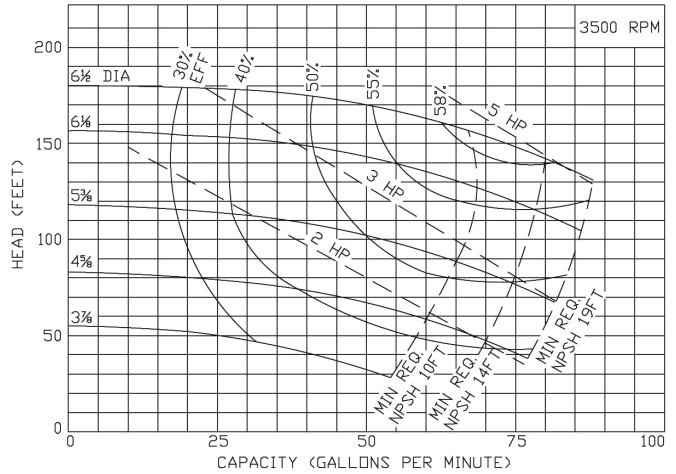 3500 RPM
200
150
100
50
0
HEAD (FEET)
6½ DIA
6⅛
5⅜
4⅝
3⅞
30%
EFF
40%
50%
55%
58%
5 HP
3 HP
2 HP
MIN REQ.
NPSH 10FT
MIN REQ.
NPSH 14FT
MIN REQ.
NPSH 19FT
0
25
50
75
100
CAPACITY (GALLONS PER MINUTE)